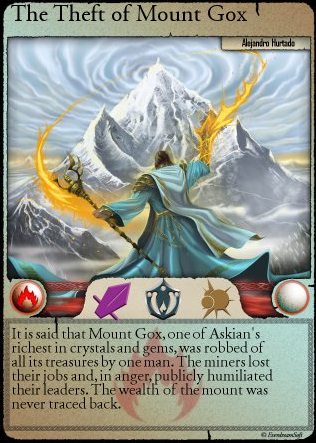 The Theft of Mount Gox
Alejandro Hurtado
It is said that Mount Gox, one of Askian's
richest in crystals and gems, was robbed of
all its treasures by one man. The miners lost
their jobs and, in anger, publicly humiliated
their leaders. The wealth of the mount was
never traced back.
© EverdreamSoft